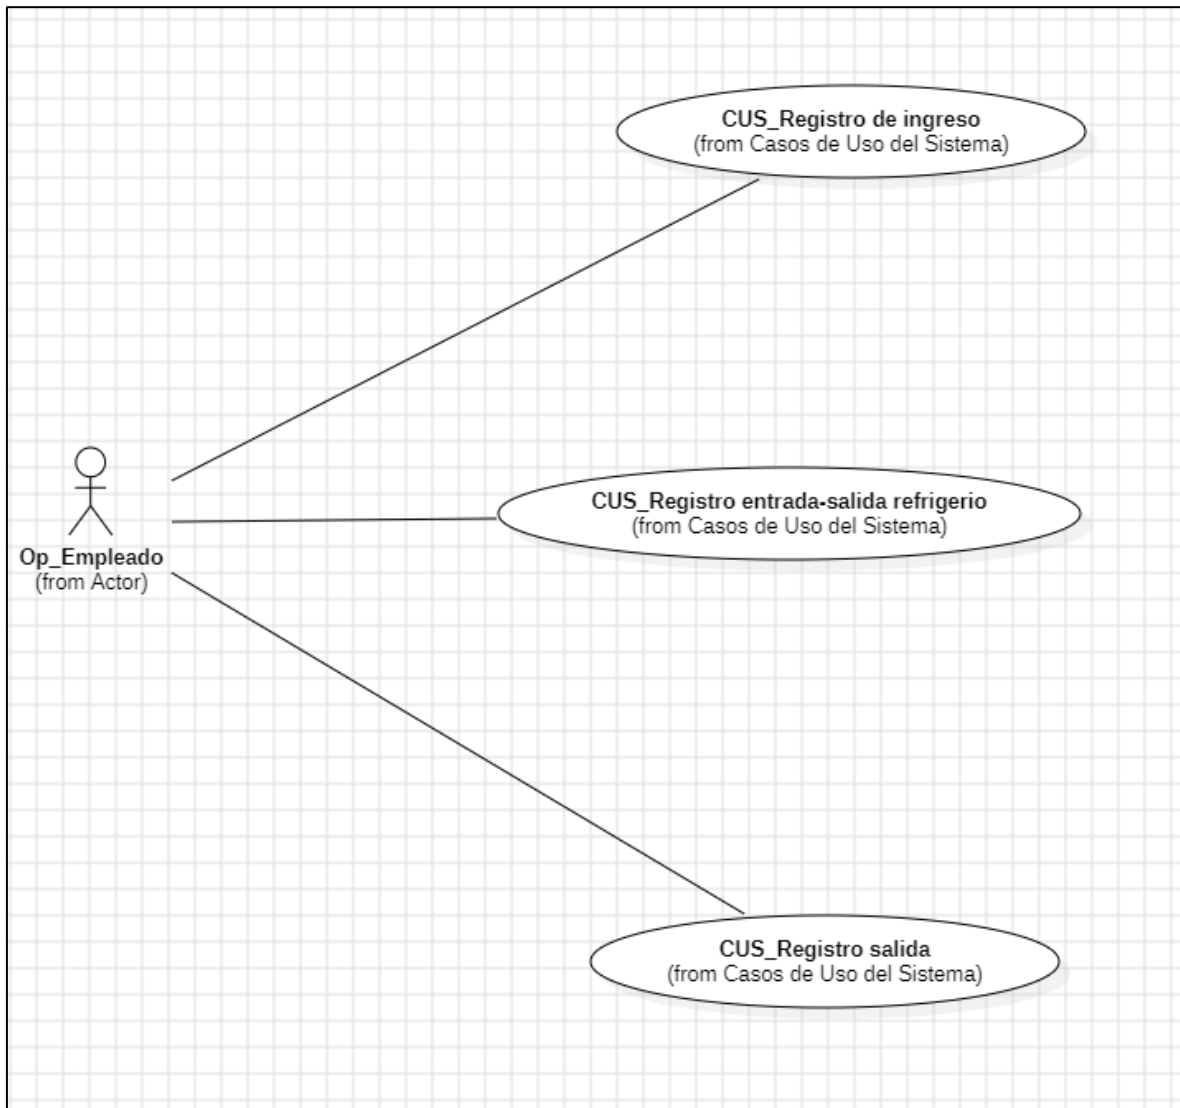 CUS_Registro de ingreso
(from Casos de Uso del Sistema)
CUS_Registro entrada-salida refrigerio
(from Casos de Uso del Sistema)
Op_Empleado
(from Actor)
CUS_Registro salida
(from Casos de Uso del Sistema)